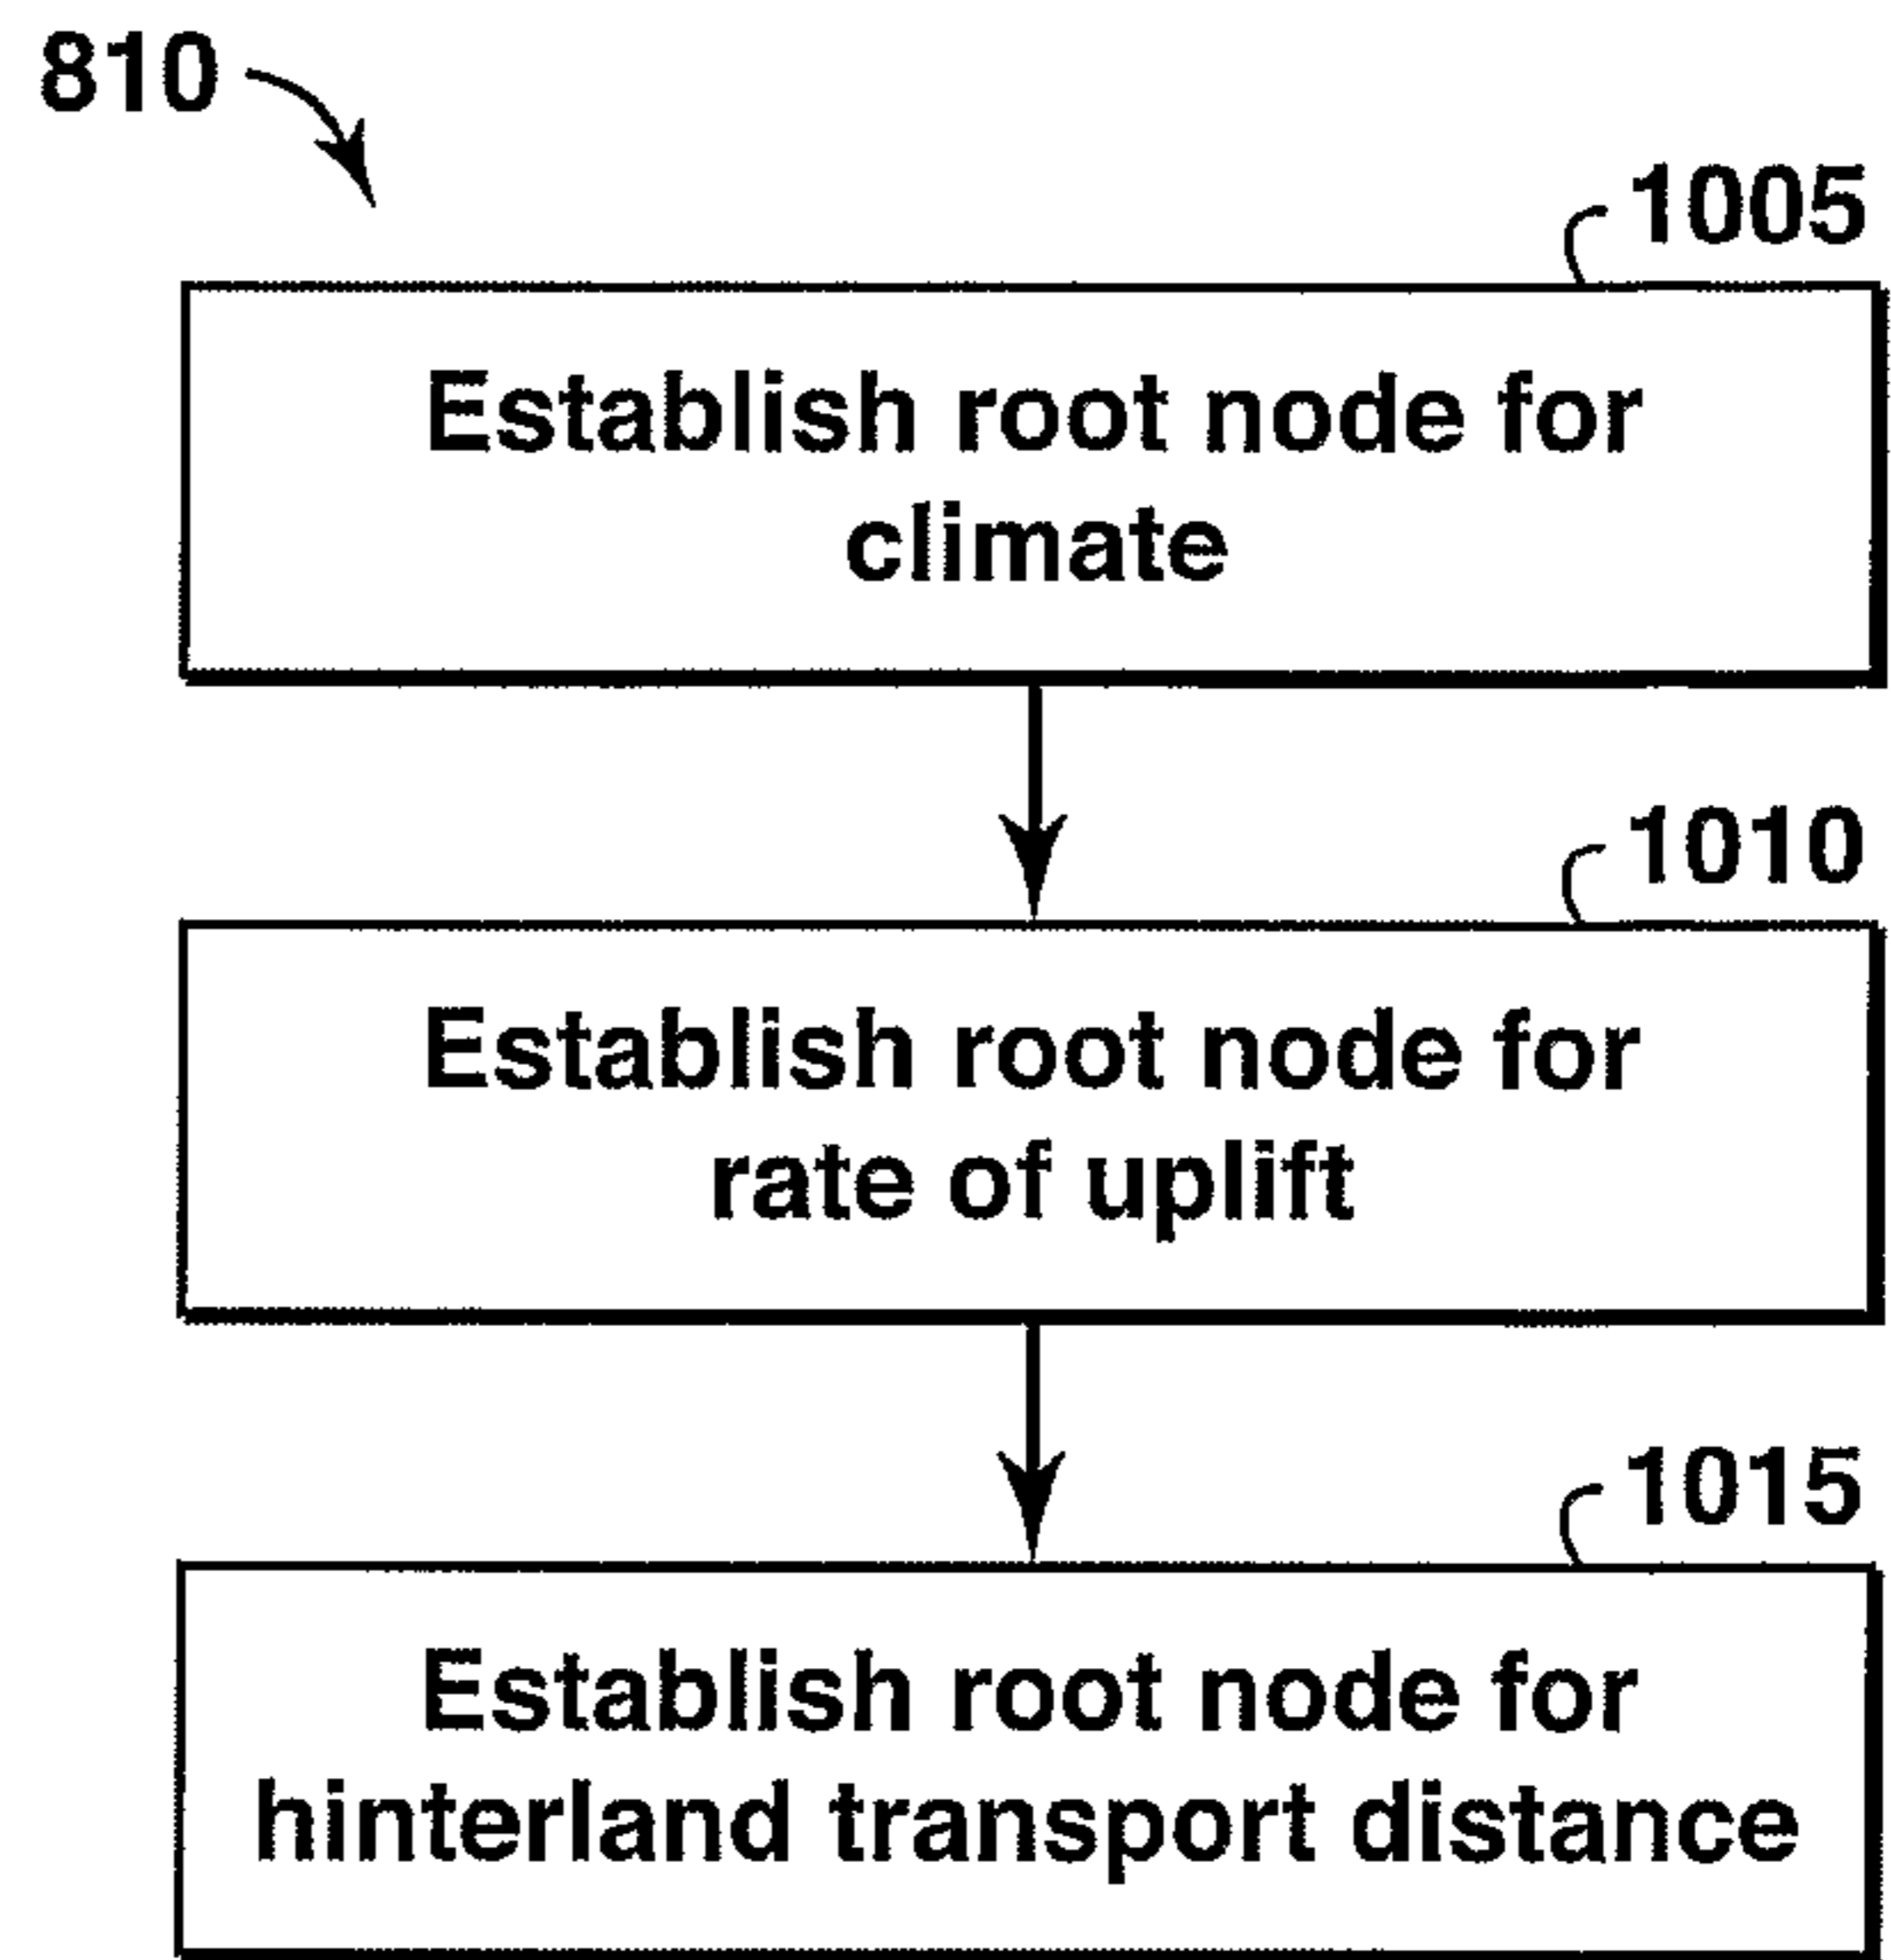 810
1005
Establish root node for
climate
1010
Establish root node for
rate of uplift
1015
Establish root node for
hinterland transport distance